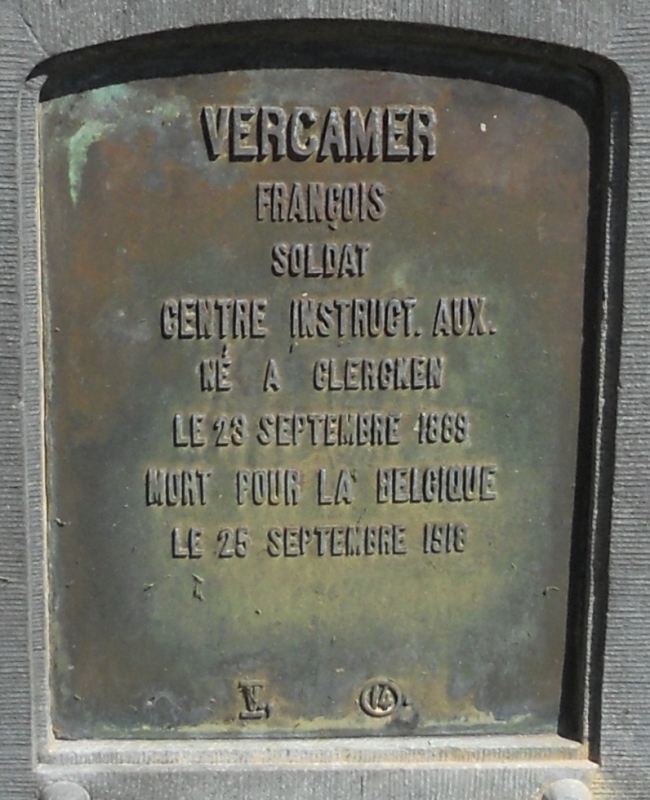 VERCAMER
FRANÇOIS
SOLDAT
CENTRE INSTRUCT. AUX.
NÉ A CLERCKEN
LE 23 SEPTEMBRE
MORT POUR LA BELGIQUE
LE 25 SEPTEMBRE 1918
V 14